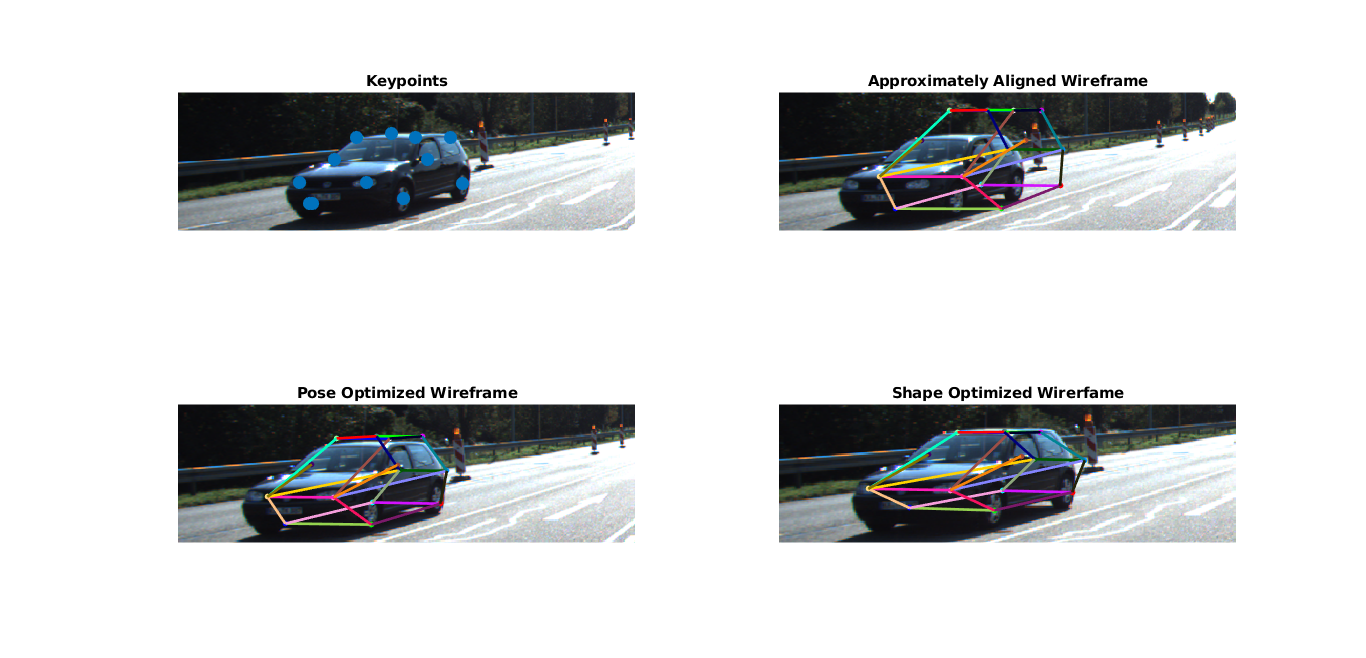 Keypoints
Approximately Aligned Wireframe
Pose Optimized Wireframe
Shape Optimized Wirerfame